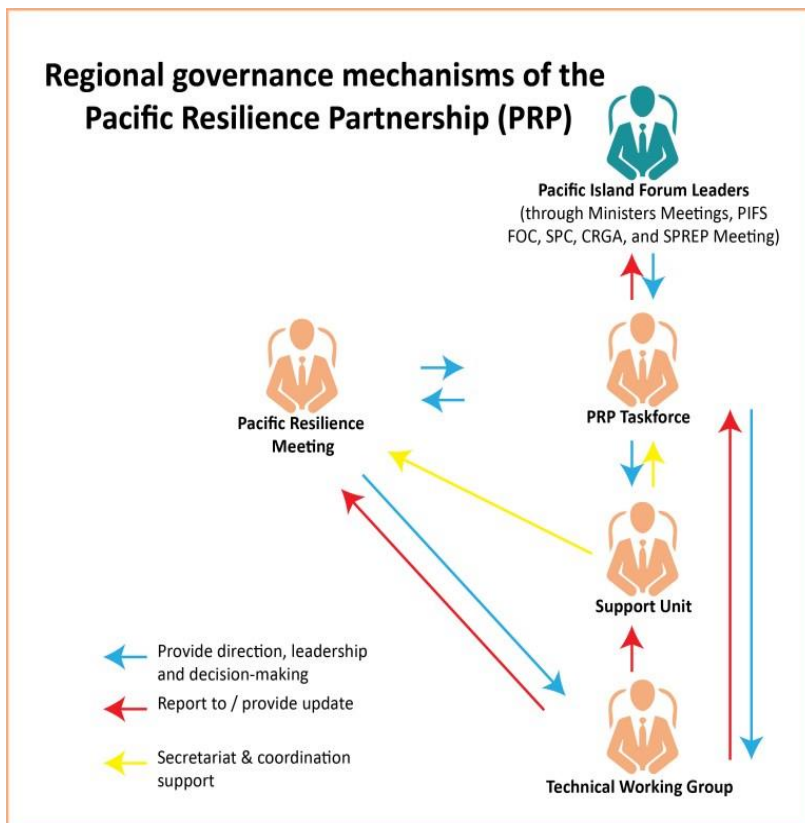 Regional governance mechanisms of the
Pacific Resilience Partnership (PRP)
Pacific Island Forum Leaders
(through Ministers Meetings, PIFS
FOC, SPC, CRGA, and SPREP Meeting)
Pacific Resilience
Meeting
PRP Taskforce
Support Unit
Technical Working Group
Provide direction, leadership
and decision-making
Report to / provide update
Secretariat & coordination
support